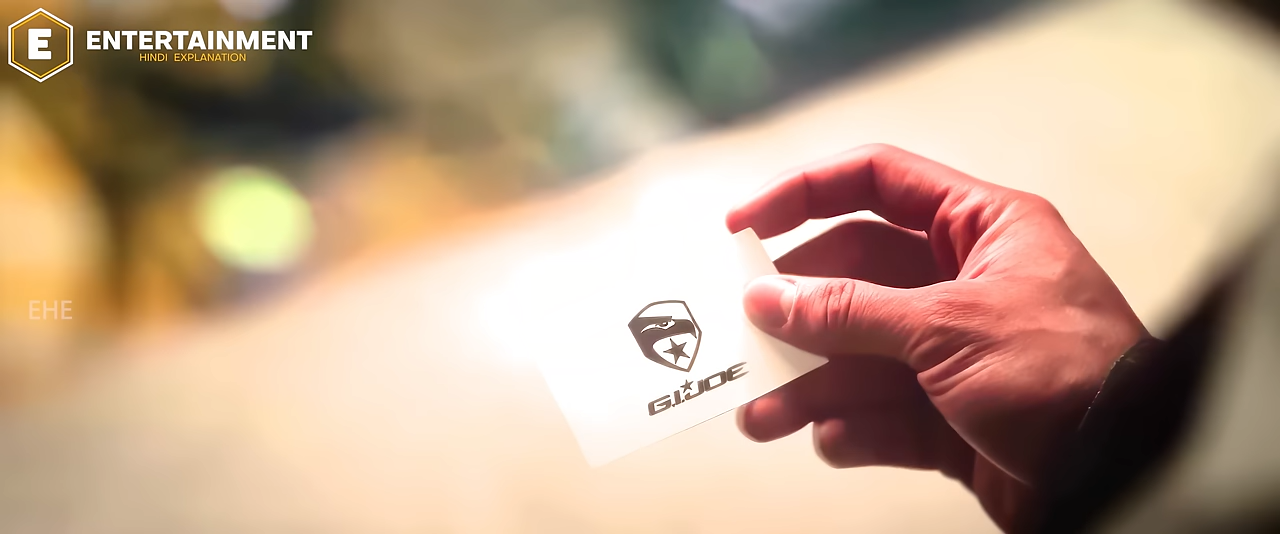 E
ENTERTAINMENT
HINDI EXPLANATION
EHE
G.I.JOE